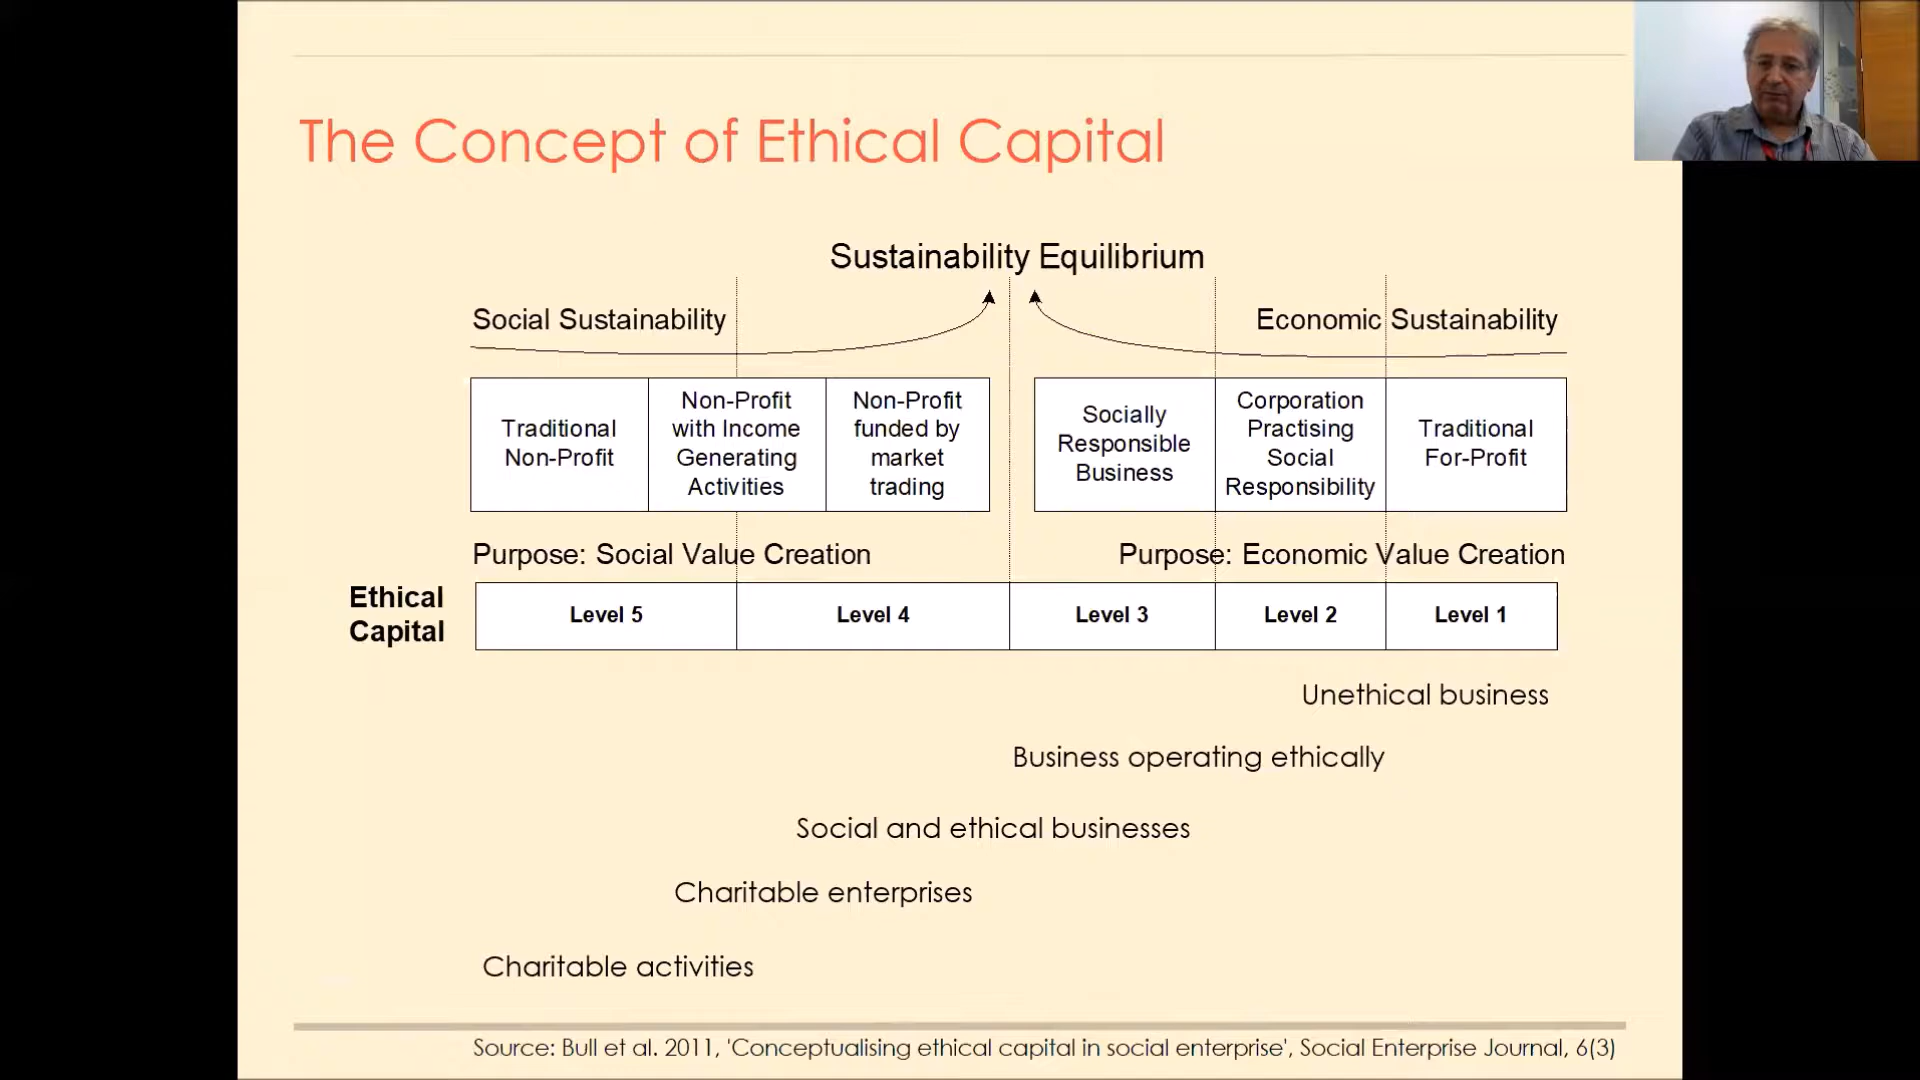 The Concept of Ethical Capital
Sustainability Equilibrium
Social Sustainability
Economic Sustainability
Traditional
Non-Profit
Non-Profit
with Income
Generating
Activities
Non-Profit
funded by
market
trading
Socially
Responsible
Business
Corporation
Practising
Social
Responsibility
Traditional
For-Profit
Purpose: Social Value Creation
Purpose: Economic Value Creation
Ethical
Capital
Level 5
Level 4
Level 3
Level 2
Level 1
Unethical business
Business operating ethically
Social and ethical businesses
Charitable enterprises
Charitable activities
Source: Bull et al. 2011, 'Conceptualising ethical capital in social enterprise', Social Enterprise Journal, 6(3)